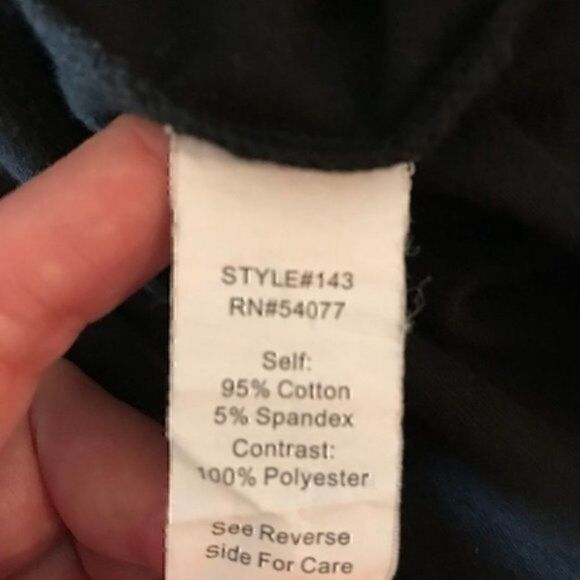 STYLE#143
RN#54077
Self:
95% Cotton
5% Spandex
Contrast:
100% Polyester
See Reverse
Side For Care